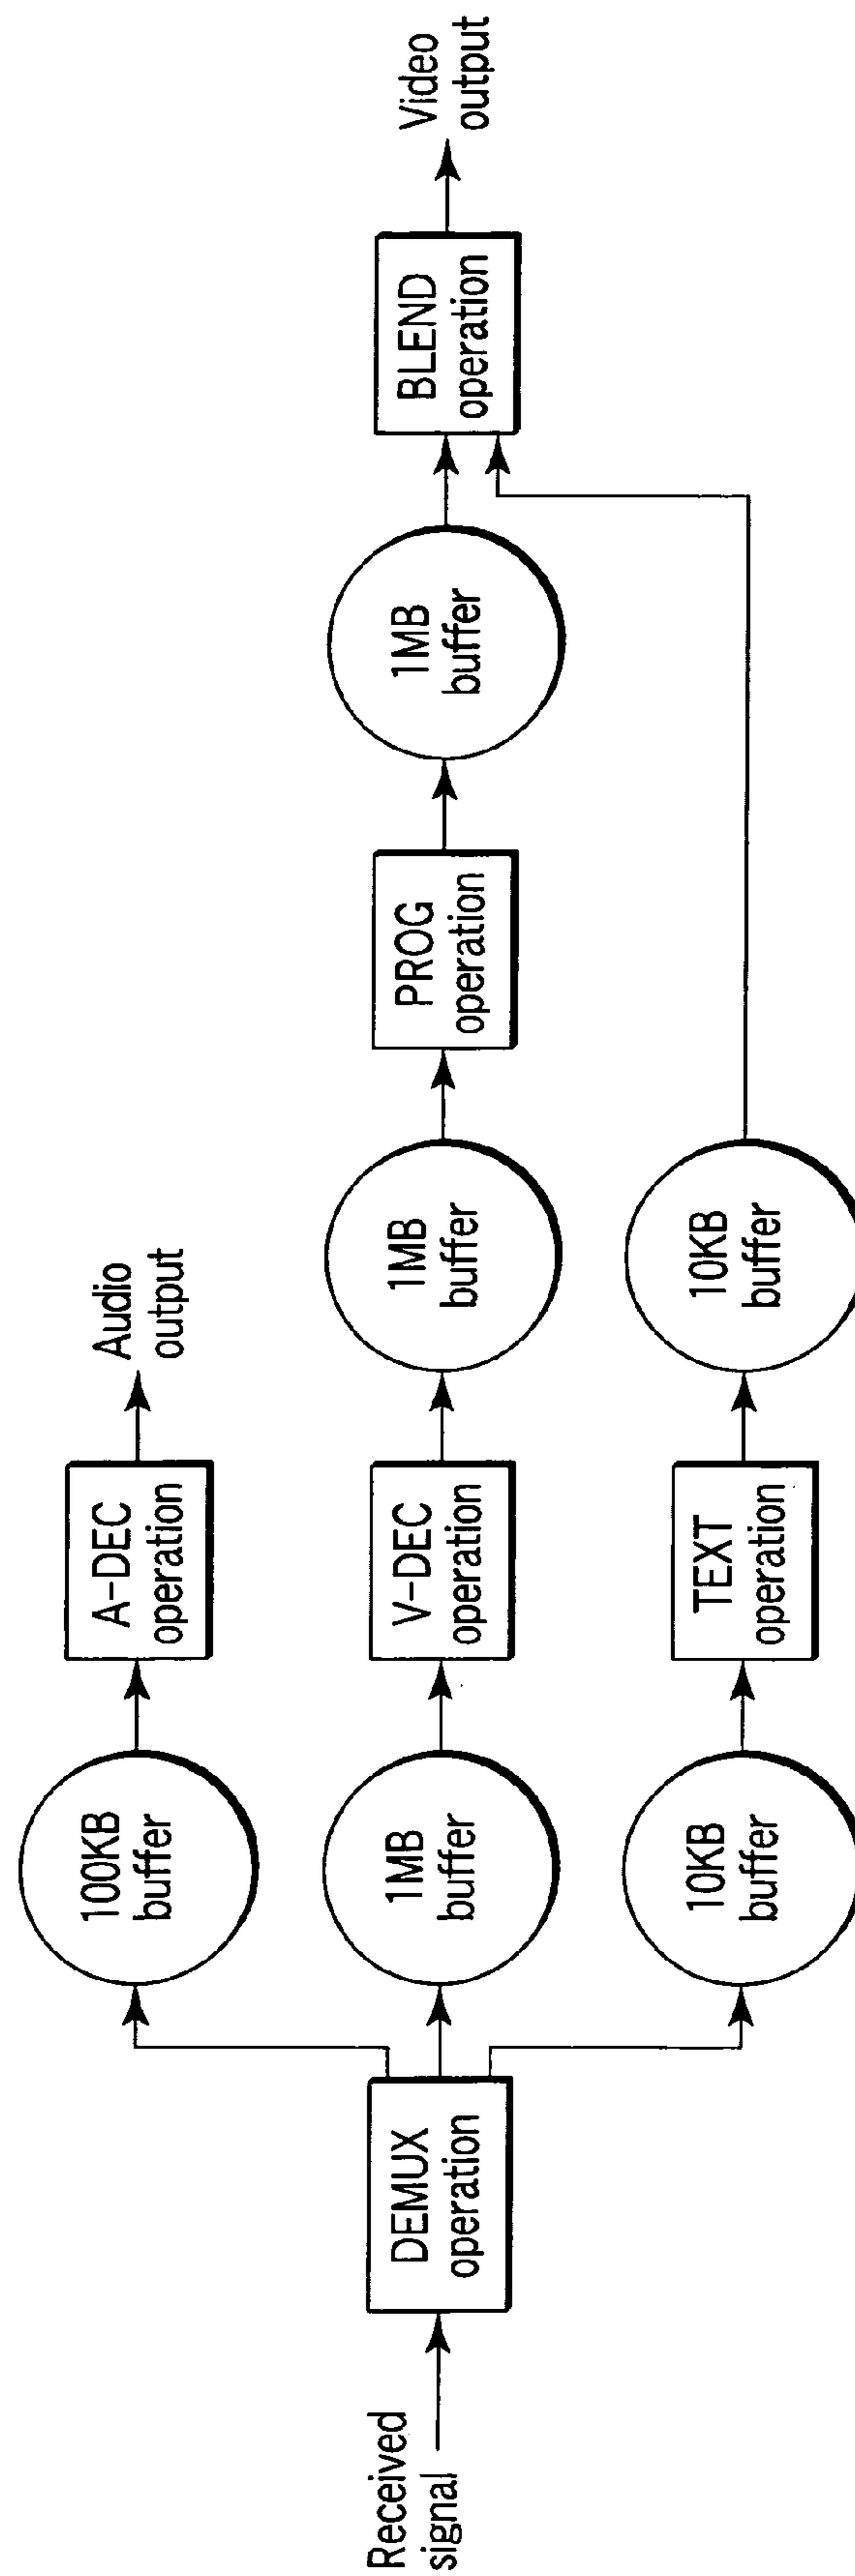 Received
signal
DEMUX
operation
100KB
buffer
A-DEC
operation
Audio
output
1MB
buffer
V-DEC
operation
1MB
buffer
PROG
operation
1MB
buffer
BLEND
operation
Video
output
10KB
buffer
TEXT
operation
10KB
buffer